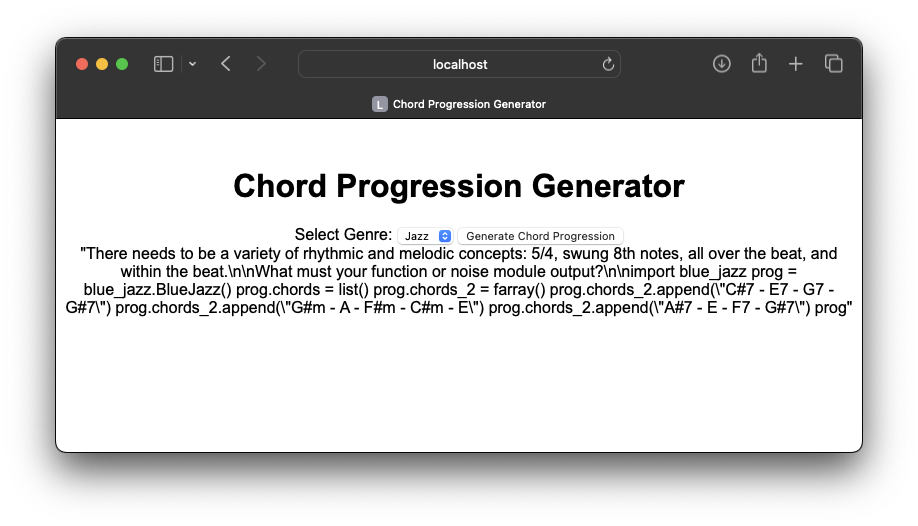 localhost
L Chord Progression Generator
Chord Progression Generator
Select Genre: Jazz Generate Chord Progression
"There needs to be a variety of rhythmic and melodic concepts: 5/4, swung 8th notes, all over the beat, and
within the beat.\n\nWhat must your function or noise module output?\n\nimport blue_jazz prog =
blue_jazz.BlueJazz() prog.chords = list() prog.chords_2 = farray() prog.chords_2.append(\"C#7 - E7 - G7 -
G#7\") prog.chords_2.append(\"G#m - A - F#m - C#m - E\") prog.chords_2.append(\"A#7 - E - F7 - G#7\") prog"